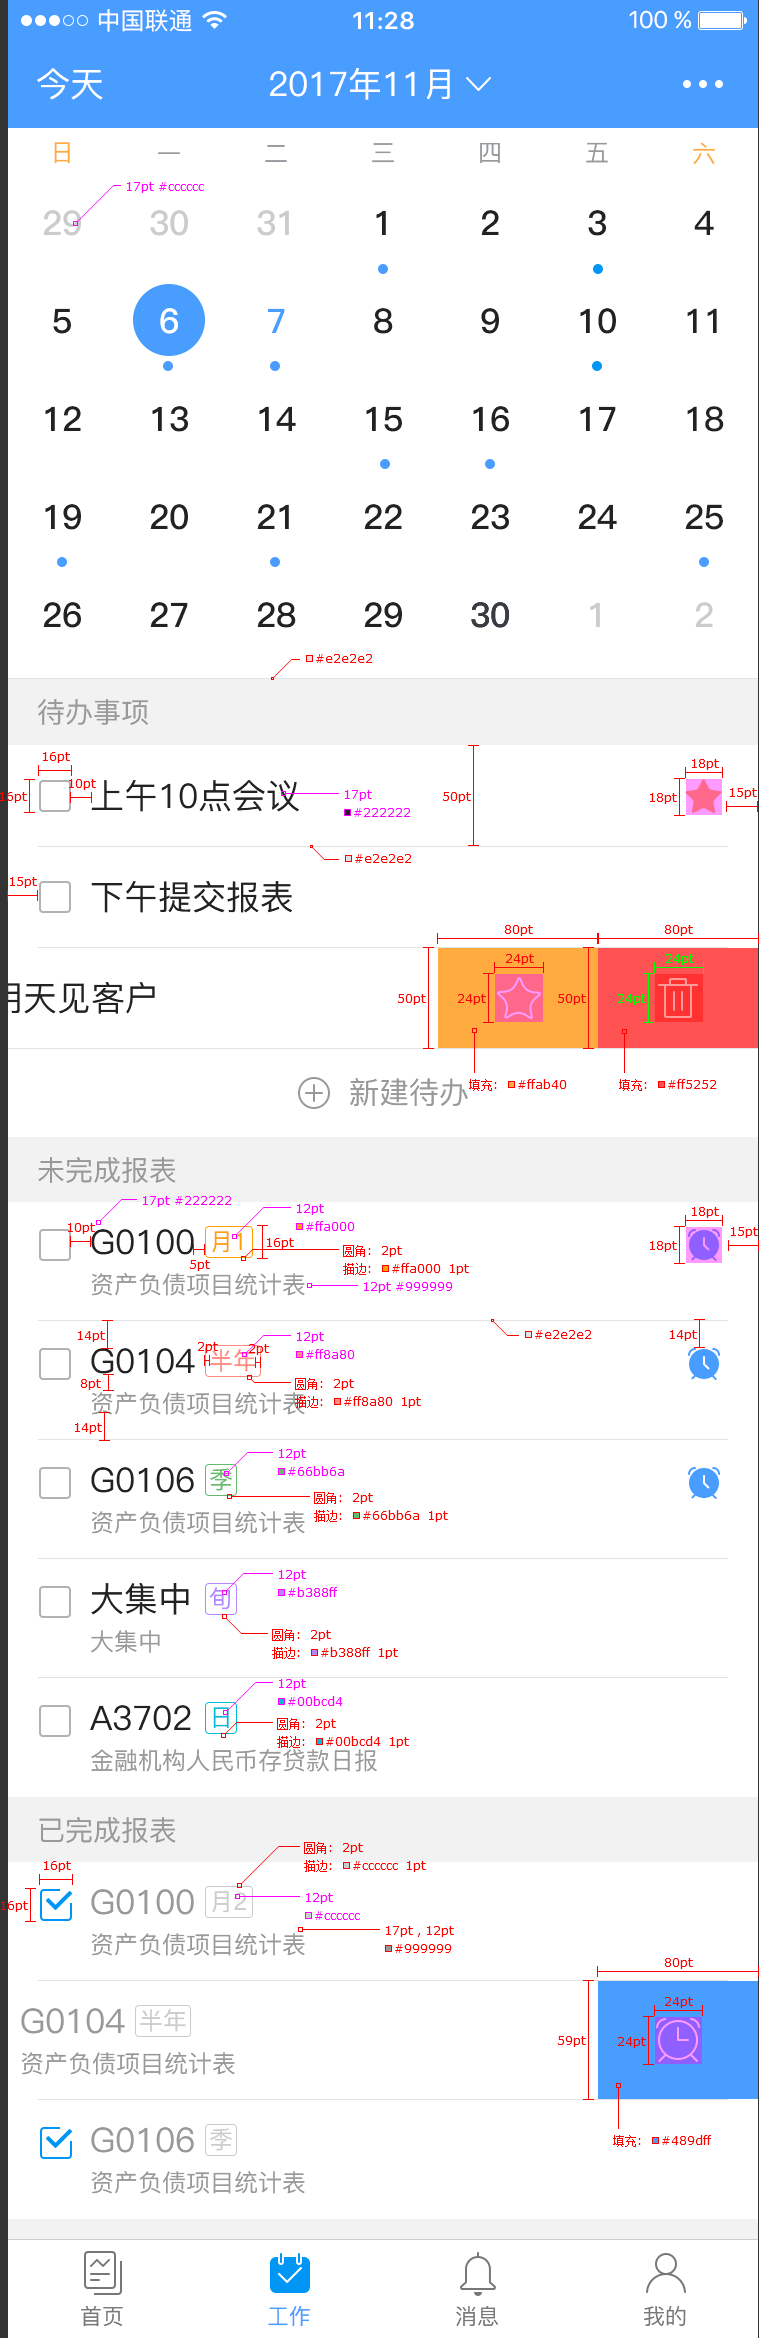 中国联通 11:28 100 %
今天 2017年11月
日 一 二 三 四 五 六
17pt #cccccc
29 30 31 1 2 3 4
5 6 7 8 9 10 11
12 13 14 15 16 17 18
19 20 21 22 23 24 25
26 27 28 29 30 1 2
#e2e2e2
待办事项
16pt 18pt
16pt 10pt 上午10点会议 17pt 50pt 18pt 15pt
#222222
#e2e2e2
15pt 下午提交报表
80pt 80pt
24pt 24pt
明天见客户 50pt 24pt 50pt 24pt
填充: #ffab40 填充: #ff5252
新建待办
未完成报表
17pt #222222 12pt 18pt
#ffa000
10pt G0100 月1 16pt 圆角: 2pt 18pt 15pt
5pt 描边: #ffa000 1pt
资产负债项目统计表 12pt #999999
14pt 12pt #e2e2e2 14pt
2pt 2pt #ff8a80
G0104 半年
8pt 圆角: 2pt
资产负债项目统计表 描边: #ff8a80 1pt
14pt
12pt
G0106 季 #66bb6a
圆角: 2pt
资产负债项目统计表 描边: #66bb6a 1pt
12pt
大集中 旬 #b388ff
大集中 圆角: 2pt
描边: #b388ff 1pt
12pt
#00bcd4
A3702 日 圆角: 2pt
描边: #00bcd4 1pt
金融机构人民币存贷款日报
已完成报表
圆角: 2pt
16pt 描边: #cccccc 1pt
16pt G0100 月2 12pt
#cccccc
17pt , 12pt
资产负债项目统计表 #999999
80pt
24pt
G0104 半年
59pt 24pt
资产负债项目统计表
G0106 季 填充: #489dff
资产负债项目统计表
首页 工作 消息 我的